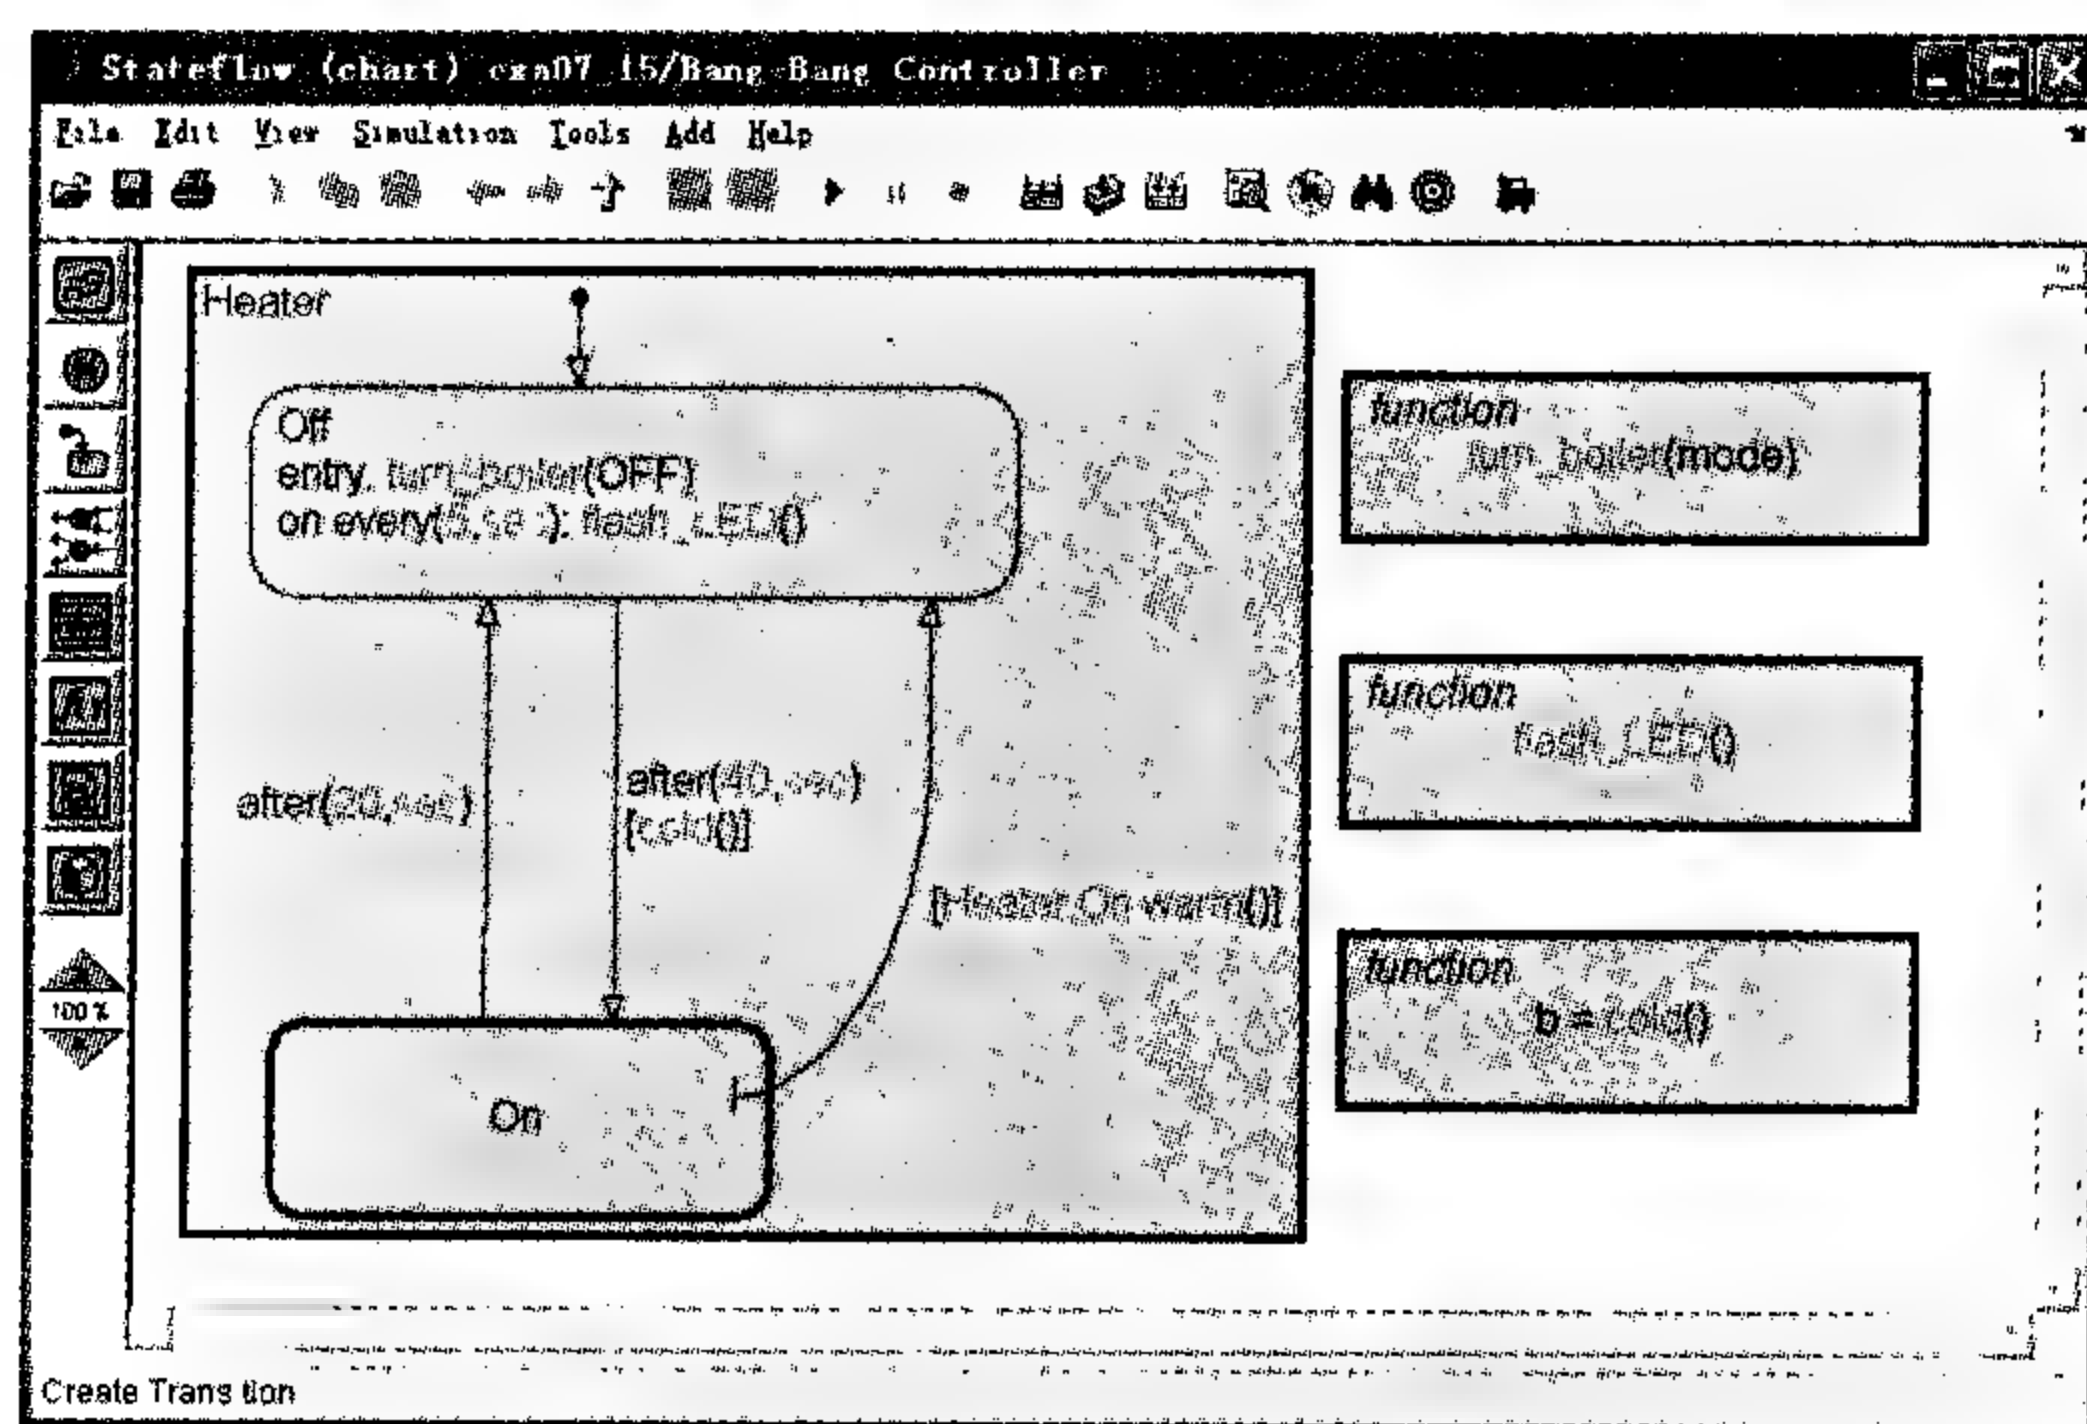 Stateflow (chart) exn07_15/Bang-Bang Controller
File Edit View Simulation Tools Add Help
Heater
Off
entry: turn_boiler(OFF)
on every(5,sec): flash_LED()
after(20,sec)
after(40,sec)
[cold()]
[Heater.On.warm()]
On
function
turn_boiler(mode)
function
flash_LED()
function
b = cold()
100 %
Create Transition